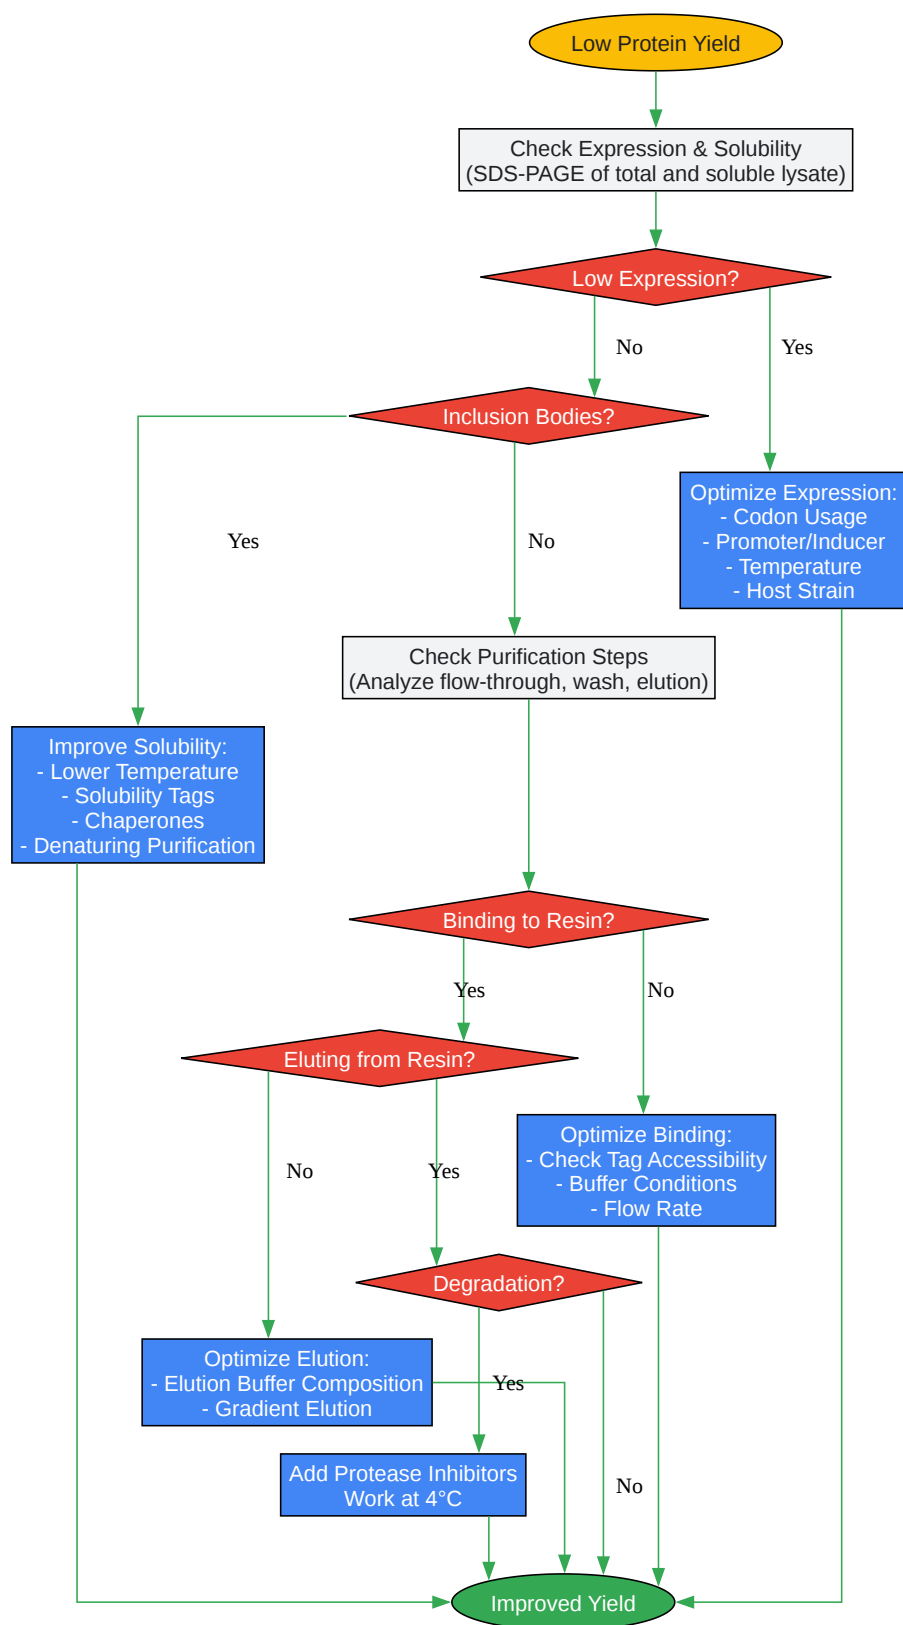 Low Protein Yield
Check Expression & Solubility
(SDS-PAGE of total and soluble lysate)
Low Expression?
No
Yes
Inclusion Bodies?
Optimize Expression:
- Codon Usage
- Promoter/Inducer
- Temperature
- Host Strain
Yes
No
Check Purification Steps
(Analyze flow-through, wash, elution)
Improve Solubility:
- Lower Temperature
- Solubility Tags
- Chaperones
- Denaturing Purification
Binding to Resin?
Yes
No
Eluting from Resin?
Optimize Binding:
- Check Tag Accessibility
- Buffer Conditions
- Flow Rate
No
Yes
Degradation?
Optimize Elution:
- Elution Buffer Composition
- Gradient Elution
Yes
Add Protease Inhibitors
Work at 4°C
No
Improved Yield